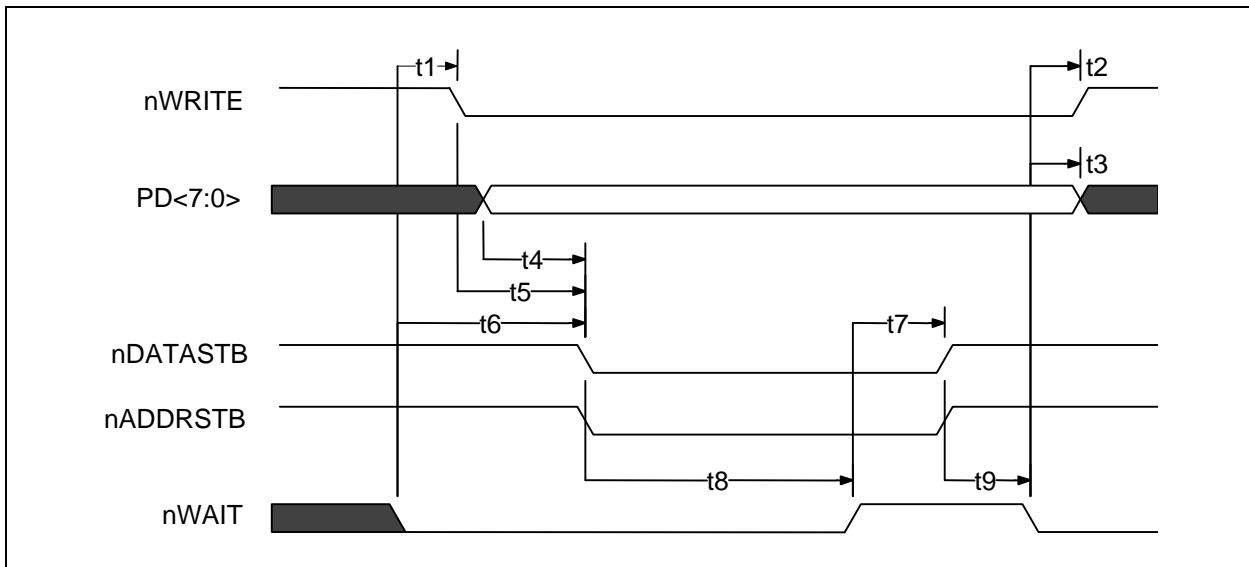 t1
t2
nWRITE
t3
PD<7:0>
t4
t5
t6
t7
nDATASTB
nADDRSTB
t8
t9
nWAIT